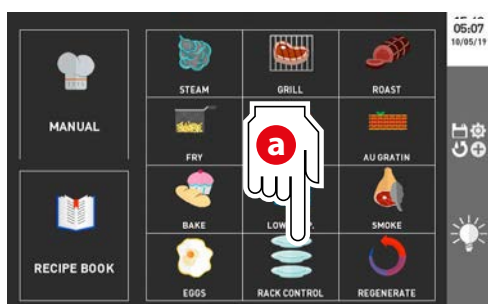 05:07
10/05/19
STEAM
GRILL
ROAST
MANUAL
a
FRY
AU GRATIN
BAKE
LOW
P.
SMOKE
RECIPE BOOK
EGGS
RACK CONTROL
REGENERATE